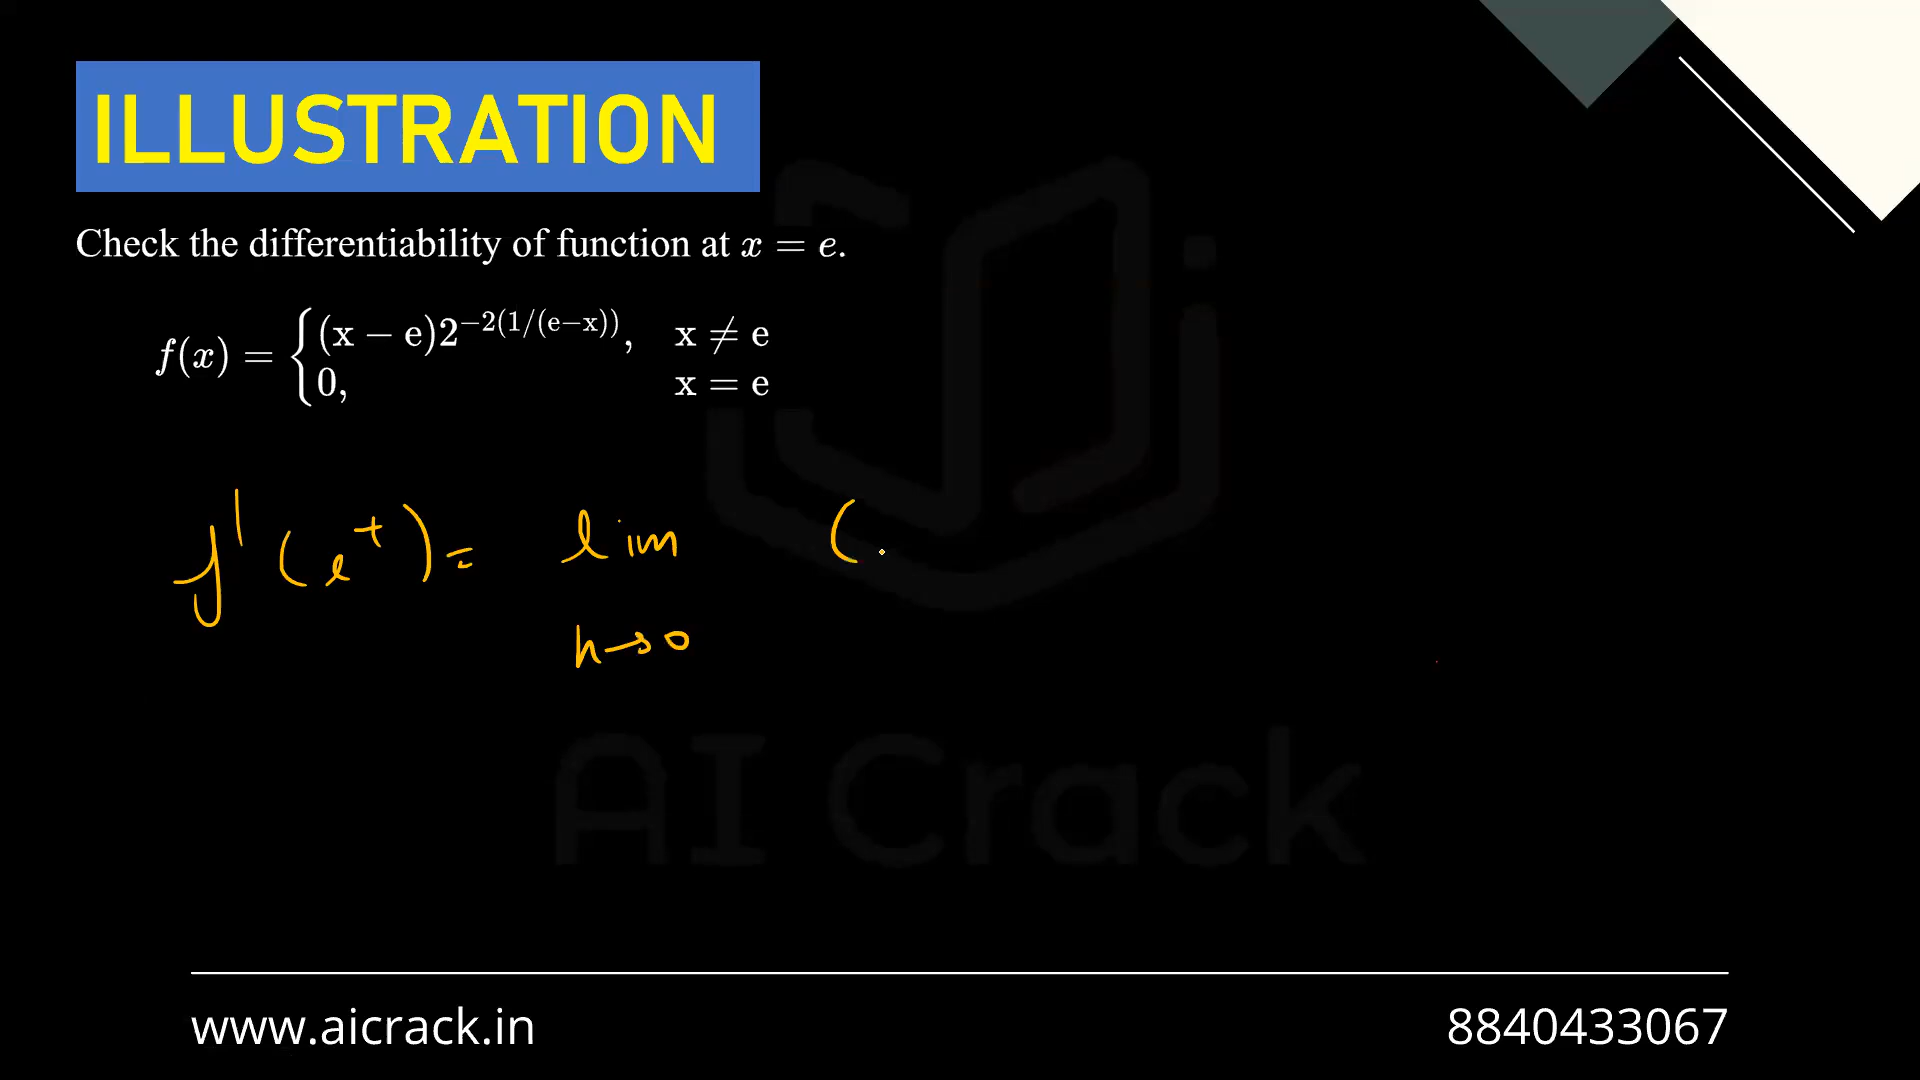 ILLUSTRATION
Check the differentiability of function at x = e.
f(x) = { (x − e)2^{−2(1/(e−x))}, x ≠ e
0, x = e
f'(e⁺) = lim (
h→0
AI Crack
www.aicrack.in 8840433067